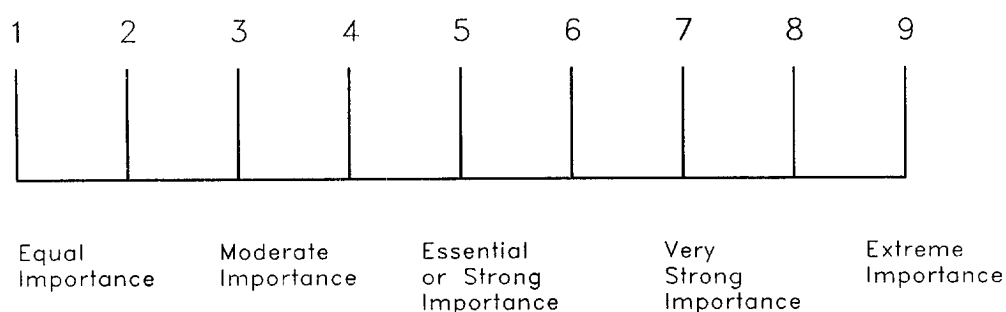 1 2 3 4 5 6 7 8 9
Equal Moderate Essential Very Extreme
Importance Importance or Strong Strong Importance
Importance Importance